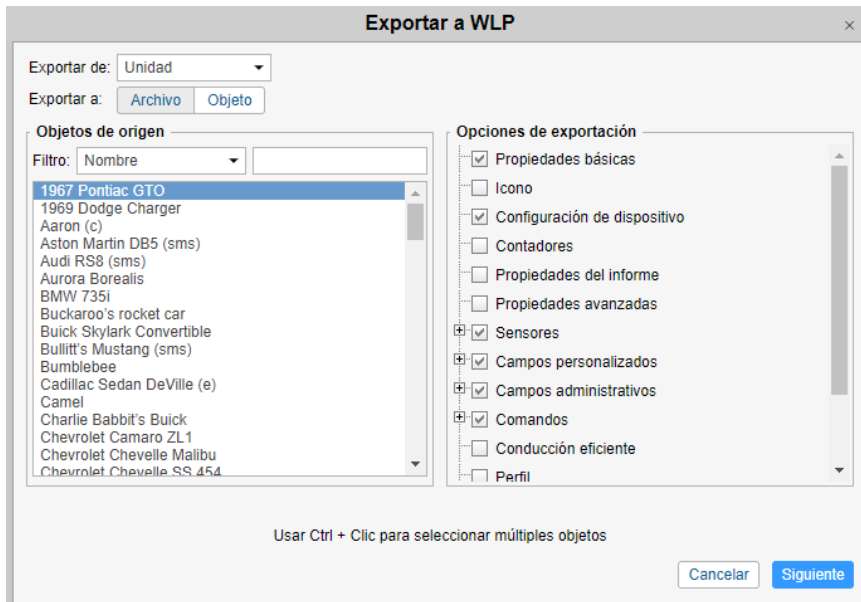 Exportar a WLP
Exportar de: Unidad
Exportar a: Archivo Objeto
Objetos de origen
Filtro: Nombre
1967 Pontiac GTO
1969 Dodge Charger
Aaron (c)
Aston Martin DB5 (sms)
Audi RS8 (sms)
Aurora Borealis
BMW 735i
Buckaroo's rocket car
Buick Skylark Convertible
Bullitt's Mustang (sms)
Bumblebee
Cadillac Sedan DeVille (e)
Camel
Charlie Babbit's Buick
Chevrolet Camaro ZL1
Chevrolet Chevelle Malibu
Chevrolet Chevelle SS 454
Opciones de exportación
Propiedades básicas
Icono
Configuración de dispositivo
Contadores
Propiedades del informe
Propiedades avanzadas
Sensores
Campos personalizados
Campos administrativos
Comandos
Conducción eficiente
Perfil
Usar Ctrl + Clic para seleccionar múltiples objetos
Cancelar Siguiente